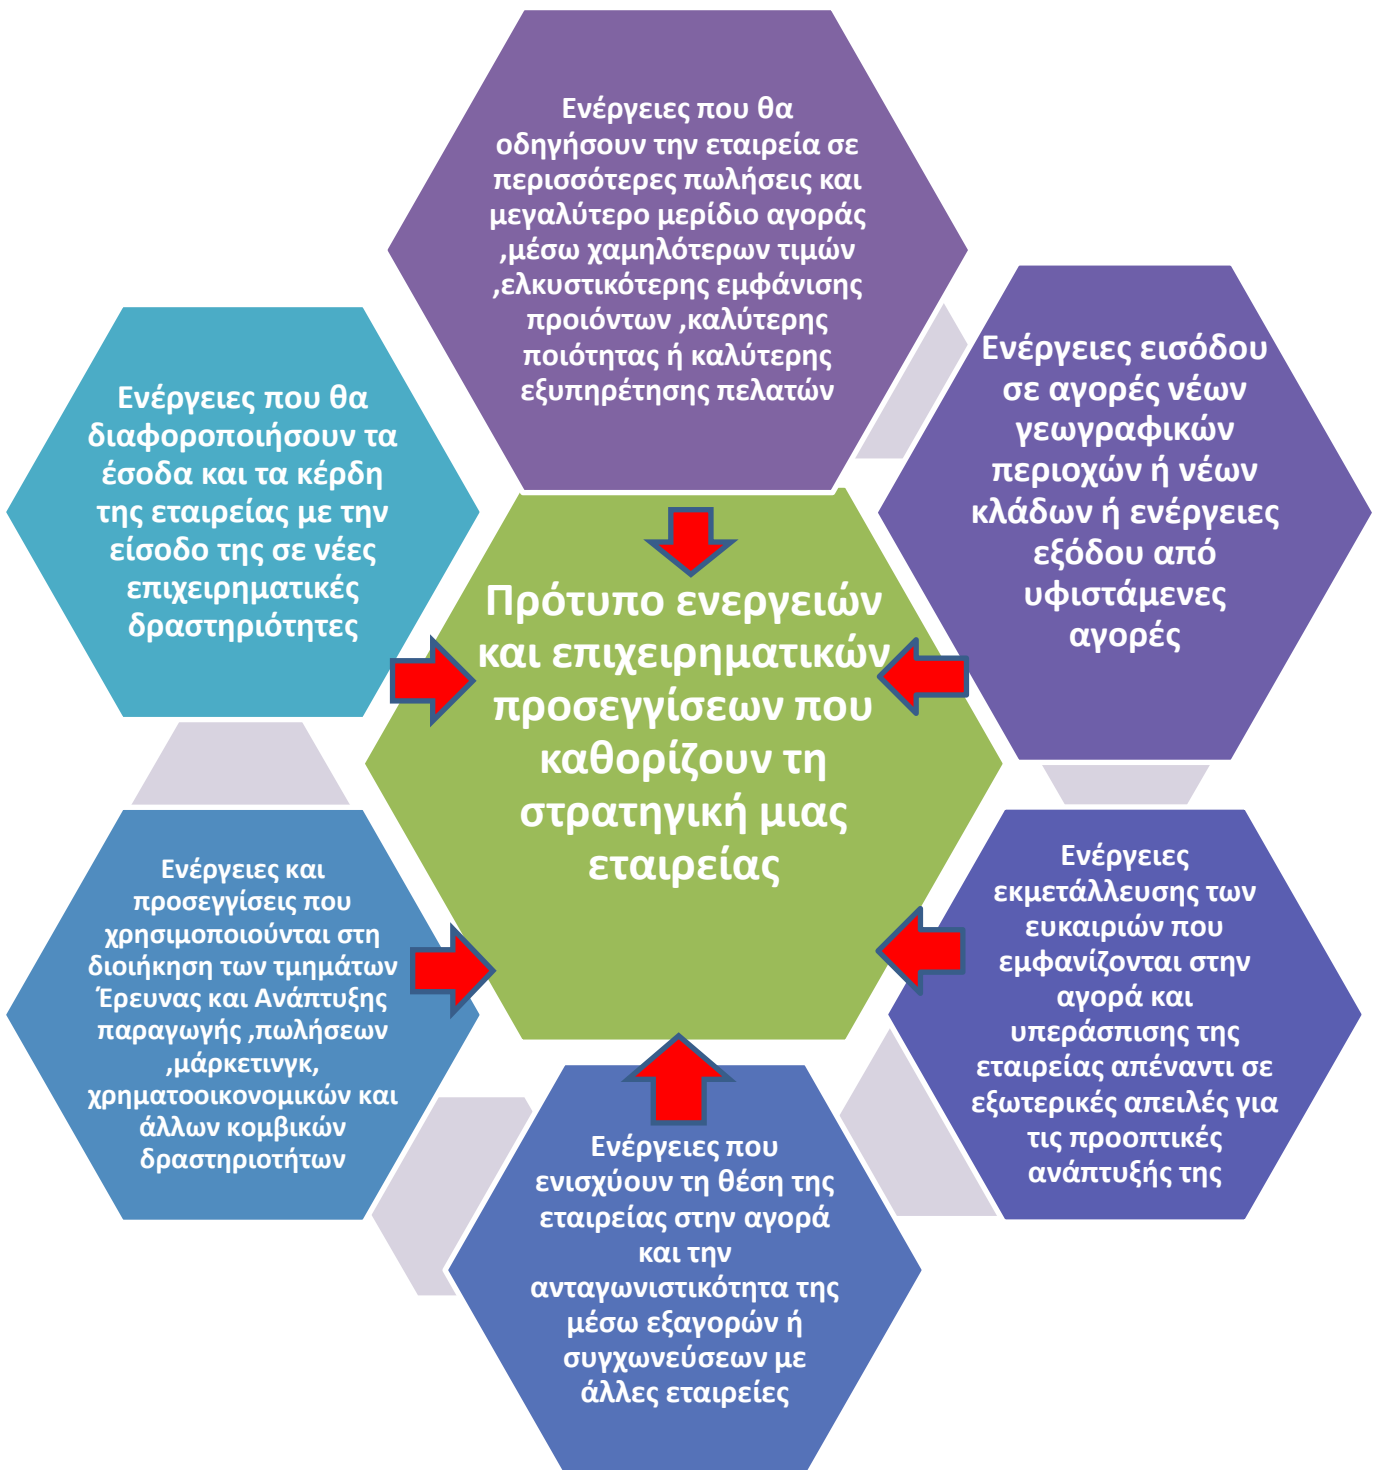 Ενέργειες που θα
οδηγήσουν την εταιρεία σε
περισσότερες πωλήσεις και
μεγαλύτερο μερίδιο αγοράς
,μέσω χαμηλότερων τιμών
,ελκυστικότερης εμφάνισης
προιόντων ,καλύτερης
ποιότητας ή καλύτερης
εξυπηρέτησης πελατών
Ενέργειες εισόδου
σε αγορές νέων
γεωγραφικών
περιοχών ή νέων
κλάδων ή ενέργειες
εξόδου από
υφιστάμενες
αγορές
Ενέργειες
εκμετάλλευσης των
ευκαιριών που
εμφανίζονται στην
αγορά και
υπεράσπισης της
εταιρείας απέναντι σε
εξωτερικές απειλές για
τις προοπτικές
ανάπτυξής της
Ενέργειες που
ενισχύουν τη θέση της
εταιρείας στην αγορά
και την
ανταγωνιστικότητα της
μέσω εξαγορών ή
συγχωνεύσεων με
άλλες εταιρείες
Ενέργειες και
προσεγγίσεις που
χρησιμοποιούνται στη
διοιήκηση των τμημάτων
Έρευνας και Ανάπτυξης
παραγωγής ,πωλήσεων
,μάρκετινγκ,
χρηματοοικονομικών και
άλλων κομβικών
δραστηριοτήτων
Ενέργειες που θα
διαφοροποιήσουν τα
έσοδα και τα κέρδη
της εταιρείας με την
είσοδο της σε νέες
επιχειρηματικές
δραστηριότητες
Πρότυπο ενεργειών
και επιχειρηματικών
προσεγγίσεων που
καθορίζουν τη
στρατηγική μιας
εταιρείας